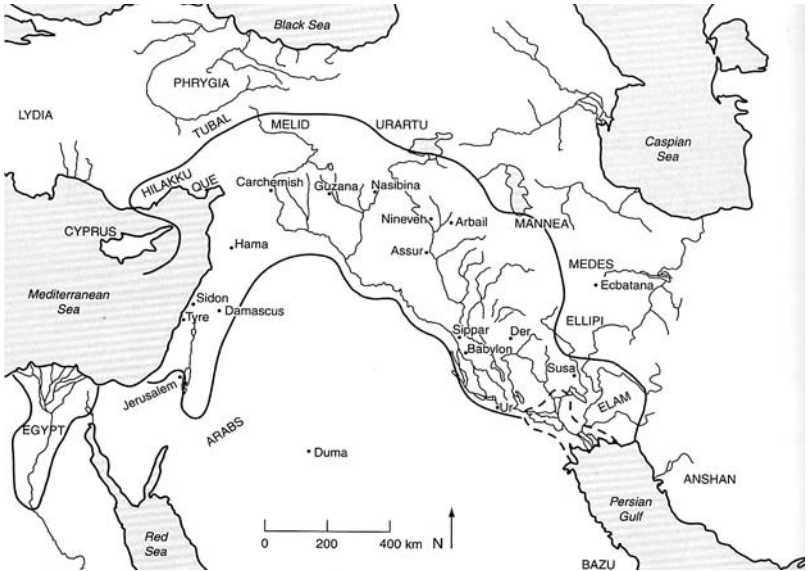 Black Sea
PHRYGIA
LYDIA
TUBAL
MELID
URARTU
Caspian
Sea
HILAKKU
QUE
Carchemish
Guzana
Nasibina
Nineveh
Arbail
MANNEA
CYPRUS
Hama
Assur
MEDES
Ecbatana
Mediterranean
Sea
Sidon
Damascus
Tyre
ELLIPI
Sippar
Der
Babylon
Susa
Jerusalem
ELAM
Ur
EGYPT
ARABS
Duma
ANSHAN
Persian
Gulf
Red
Sea
0 200 400 km
N
BAZU